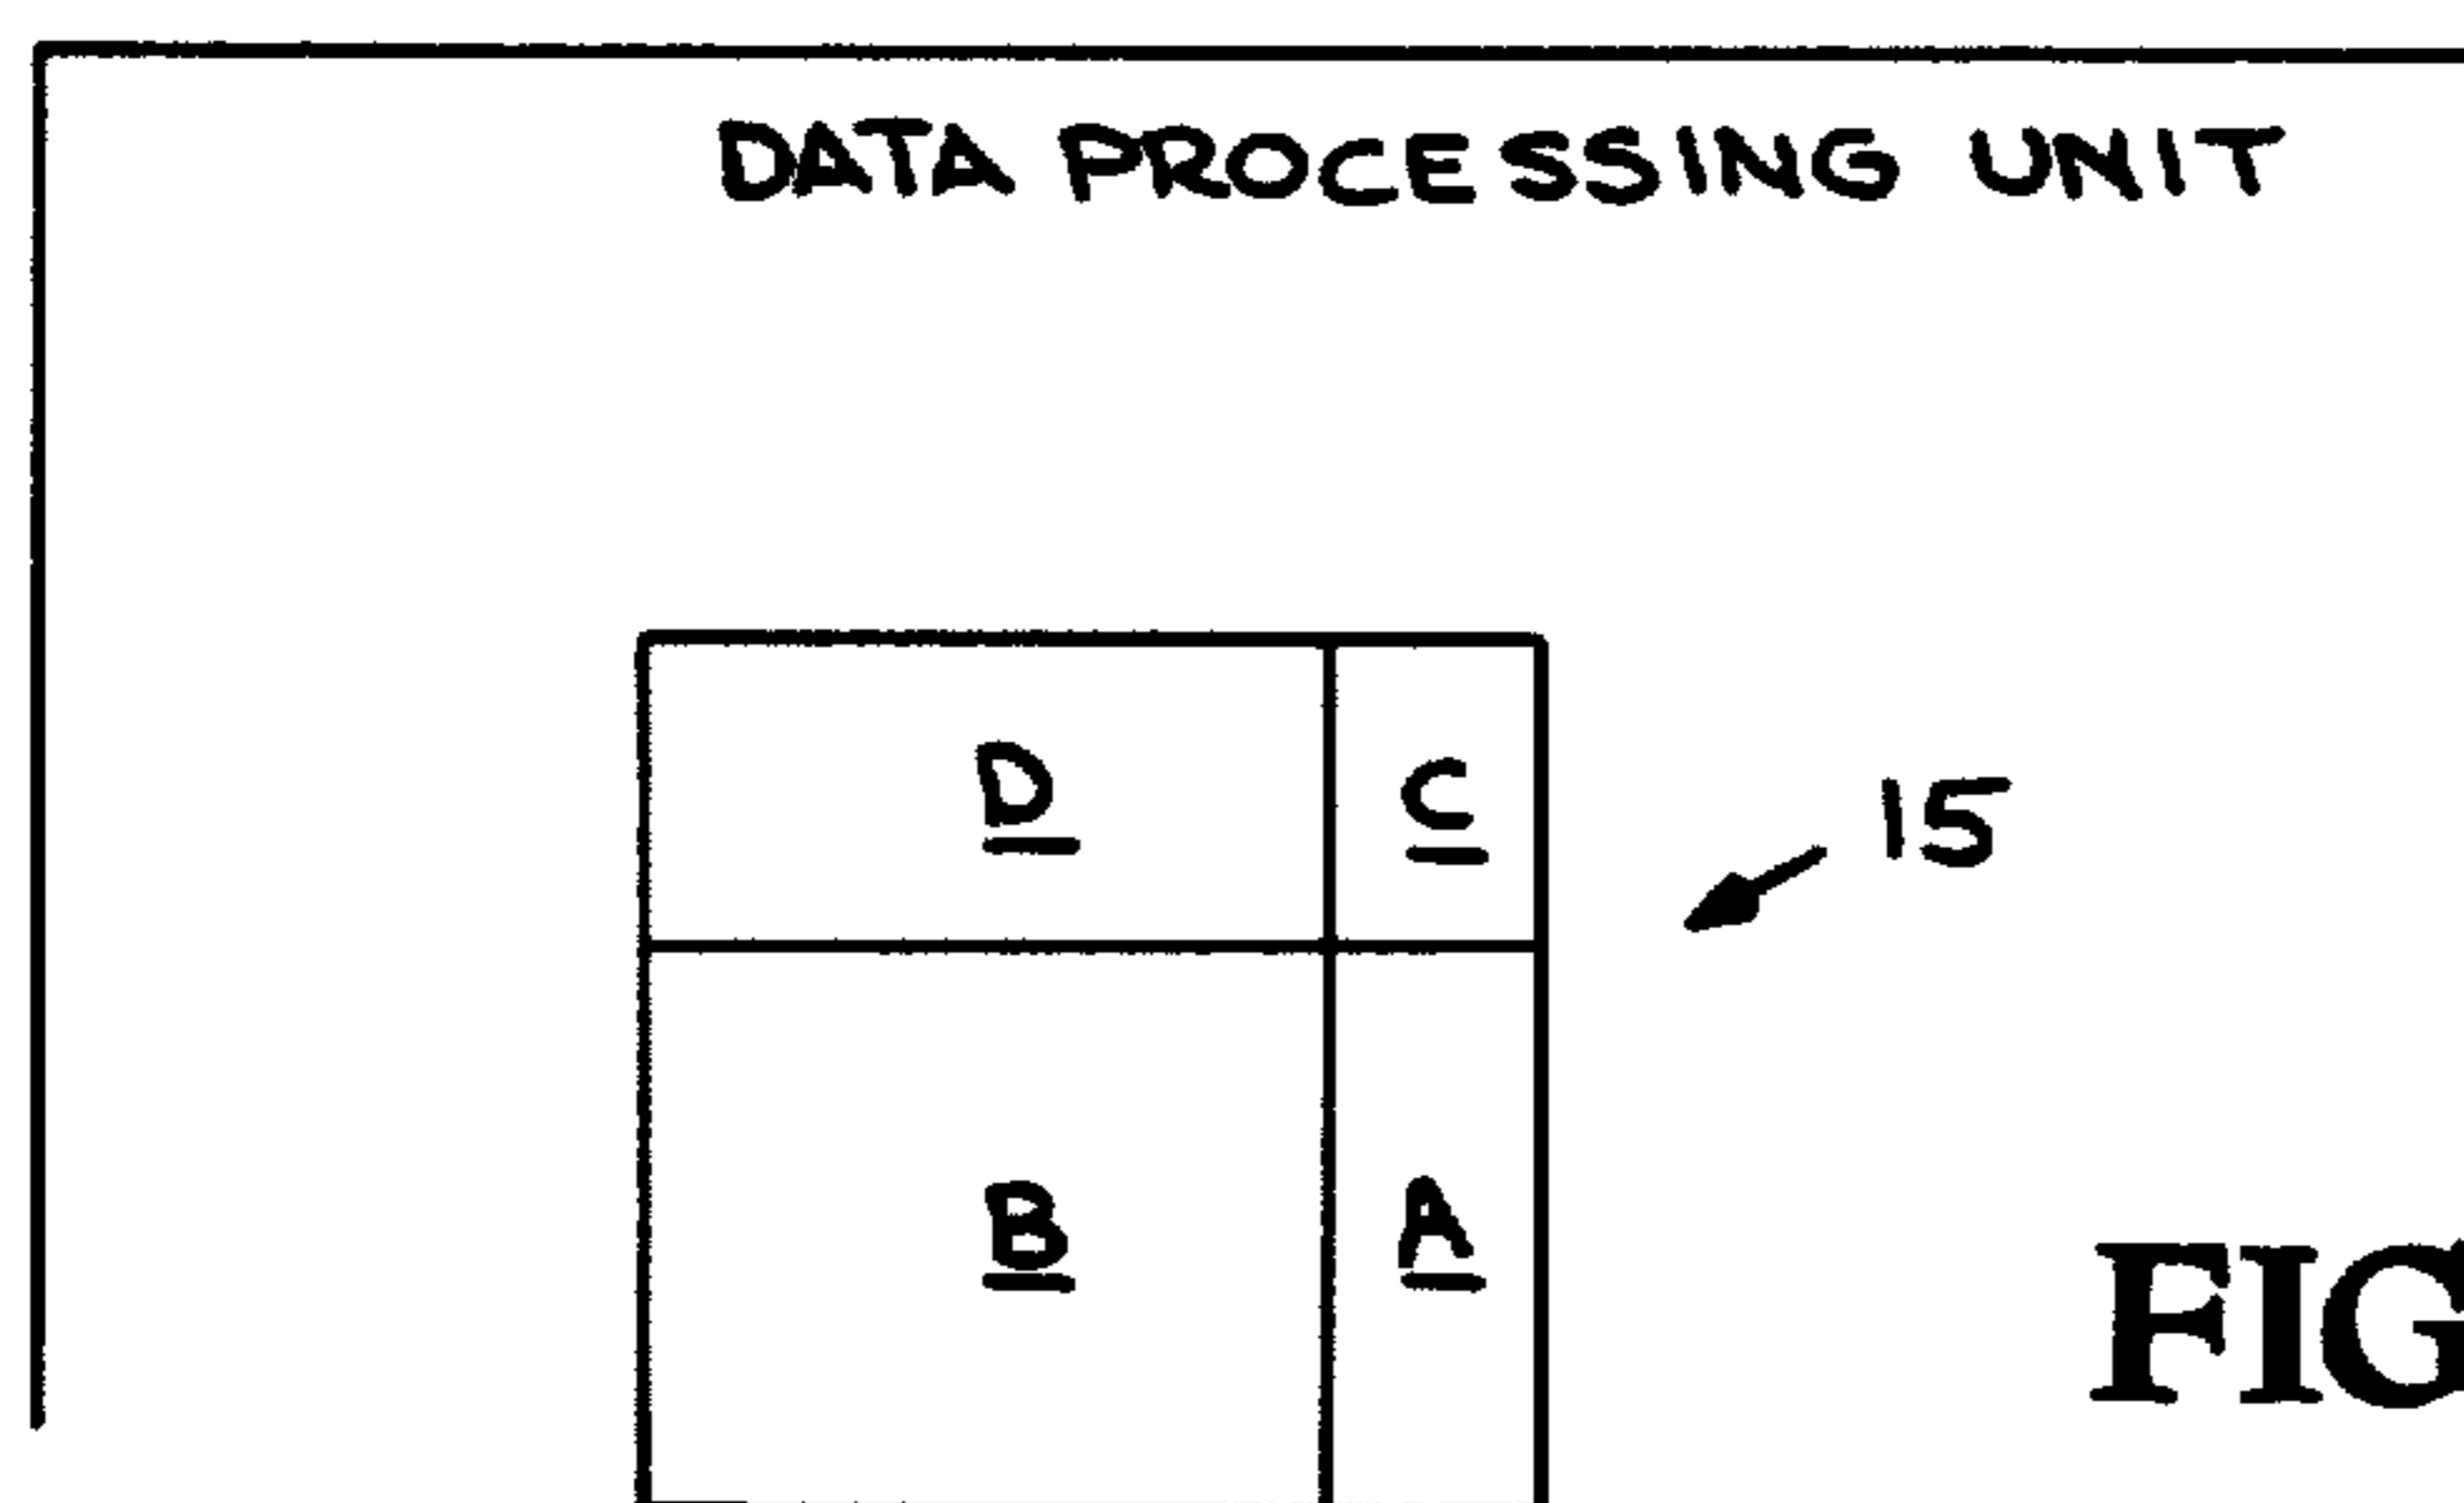 DATA PROCESSING UNIT
D C
15
B A
FIG